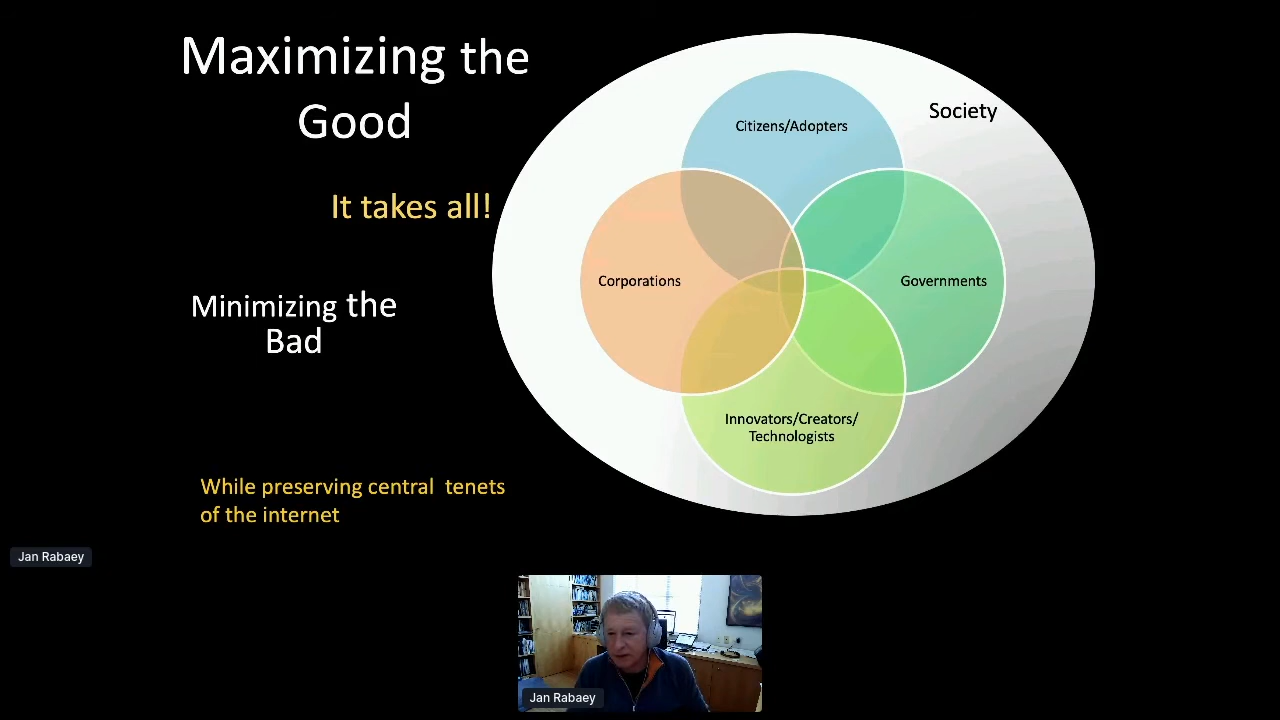 Maximizing the
Good
It takes all!
Minimizing the
Bad
While preserving central tenets
of the internet
Society
Citizens/Adopters
Corporations
Governments
Innovators/Creators/
Technologists
Jan Rabaey
Jan Rabaey